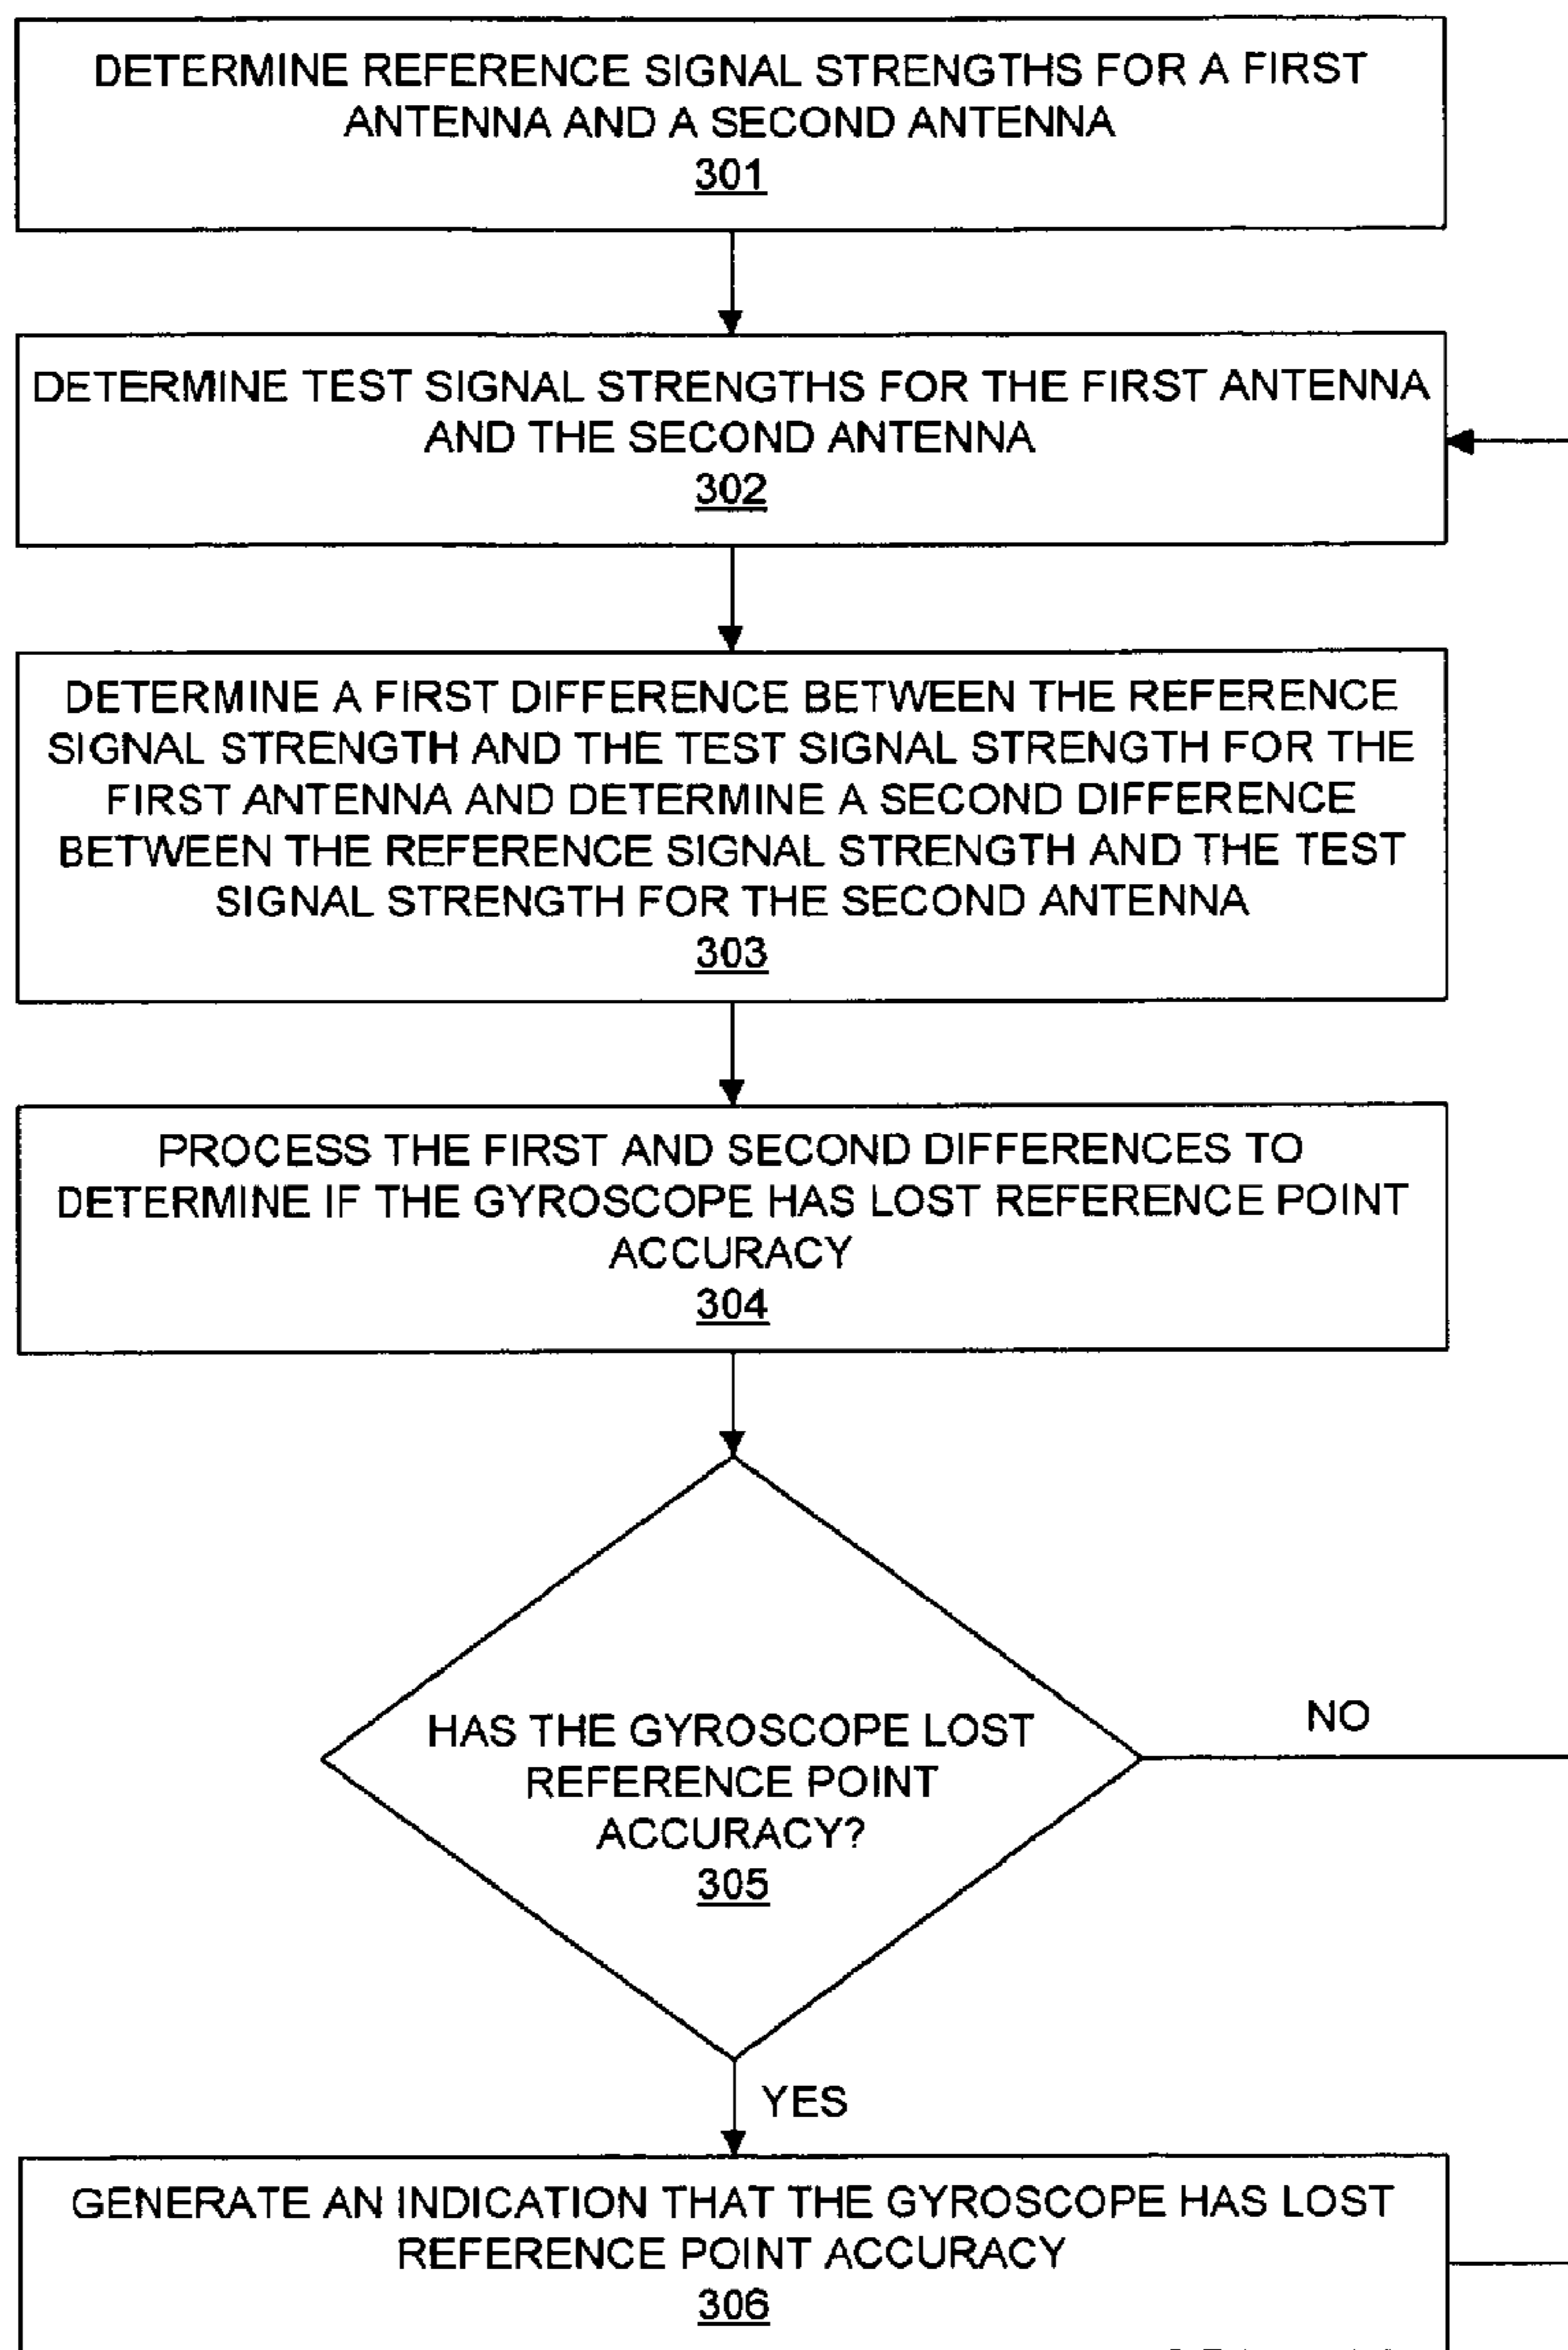 DETERMINE REFERENCE SIGNAL STRENGTHS FOR A FIRST
ANTENNA AND A SECOND ANTENNA
301
DETERMINE TEST SIGNAL STRENGTHS FOR THE FIRST ANTENNA
AND THE SECOND ANTENNA
302
DETERMINE A FIRST DIFFERENCE BETWEEN THE REFERENCE
SIGNAL STRENGTH AND THE TEST SIGNAL STRENGTH FOR THE
FIRST ANTENNA AND DETERMINE A SECOND DIFFERENCE
BETWEEN THE REFERENCE SIGNAL STRENGTH AND THE TEST
SIGNAL STRENGTH FOR THE SECOND ANTENNA
303
PROCESS THE FIRST AND SECOND DIFFERENCES TO
DETERMINE IF THE GYROSCOPE HAS LOST REFERENCE POINT
ACCURACY
304
HAS THE GYROSCOPE LOST
REFERENCE POINT
ACCURACY?
305
NO
YES
GENERATE AN INDICATION THAT THE GYROSCOPE HAS LOST
REFERENCE POINT ACCURACY
306